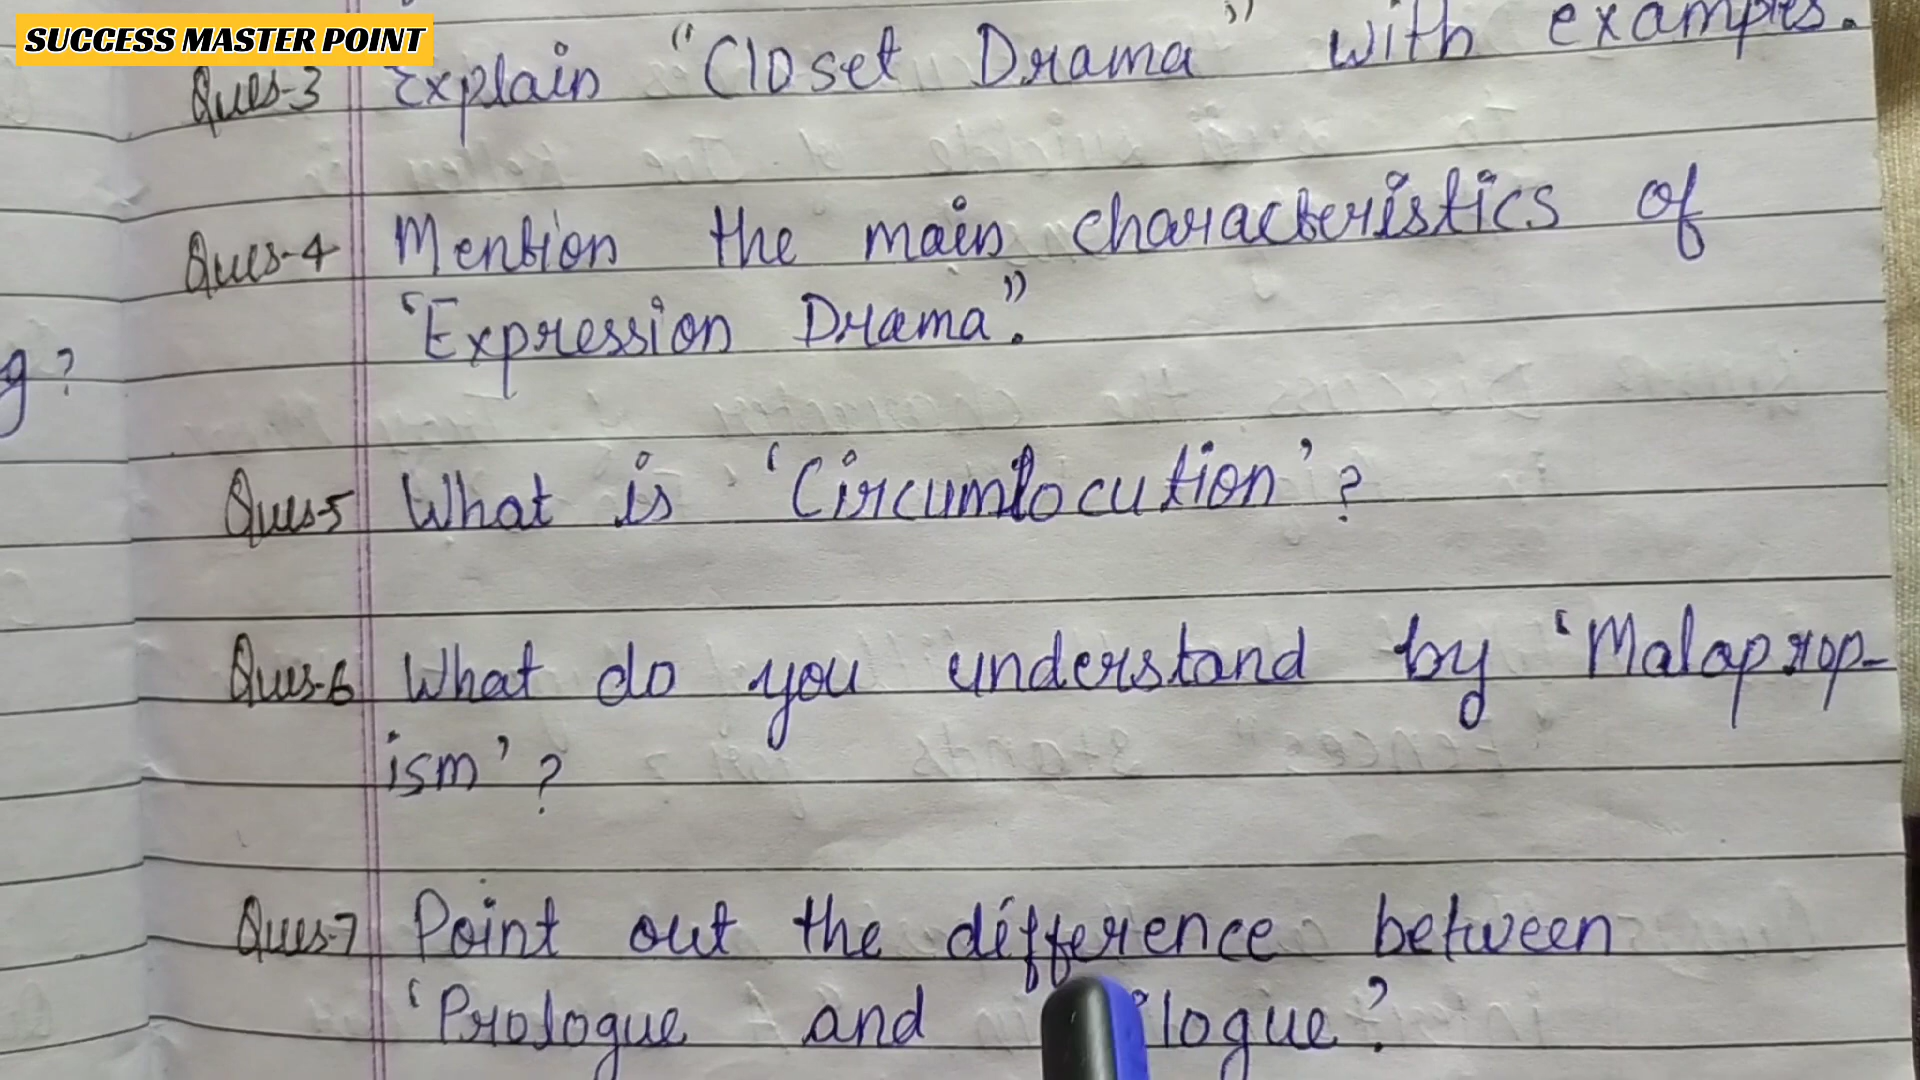 SUCCESS MASTER POINT
Ques-3 Explain "Closet Drama" with examples.
Ques-4 Mention the main characteristics of
"Expression Drama".
g?
Ques-5 What is 'Circumlocution'?
Ques-6 What do you understand by 'Malaprop-
ism'?
Ques-7 Point out the difference between
'Prologue and logue?'